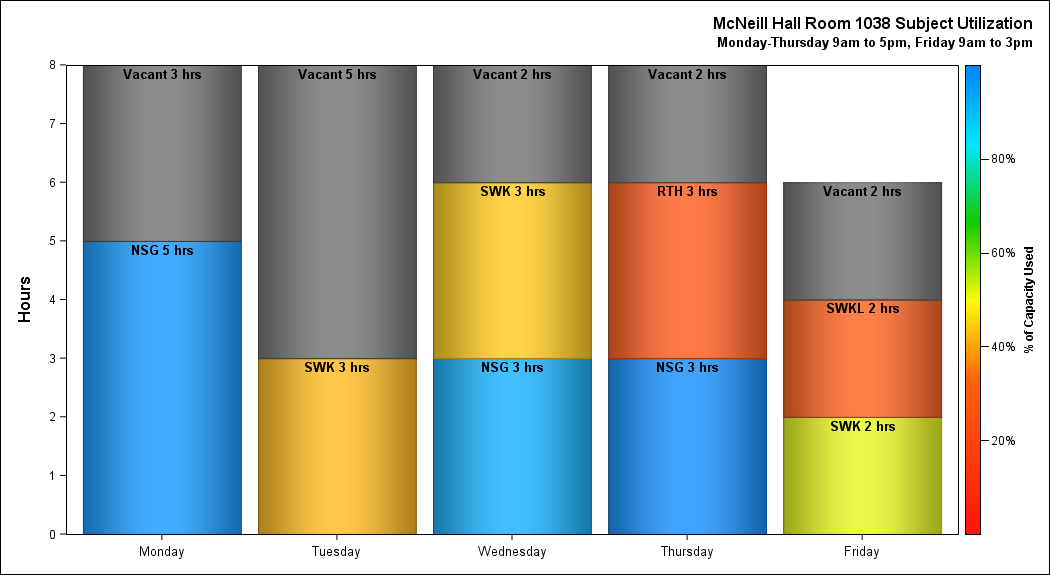 McNeill Hall Room 1038 Subject Utilization
Monday-Thursday 9am to 5pm, Friday 9am to 3pm
8
7
6
5
4
3
2
1
0
Hours
Vacant 3 hrs
NSG 5 hrs
Vacant 5 hrs
SWK 3 hrs
Vacant 2 hrs
SWK 3 hrs
NSG 3 hrs
Vacant 2 hrs
RTH 3 hrs
NSG 3 hrs
Vacant 2 hrs
SWKL 2 hrs
SWK 2 hrs
Monday
Tuesday
Wednesday
Thursday
Friday
80%
60%
40%
20%
% of Capacity Used